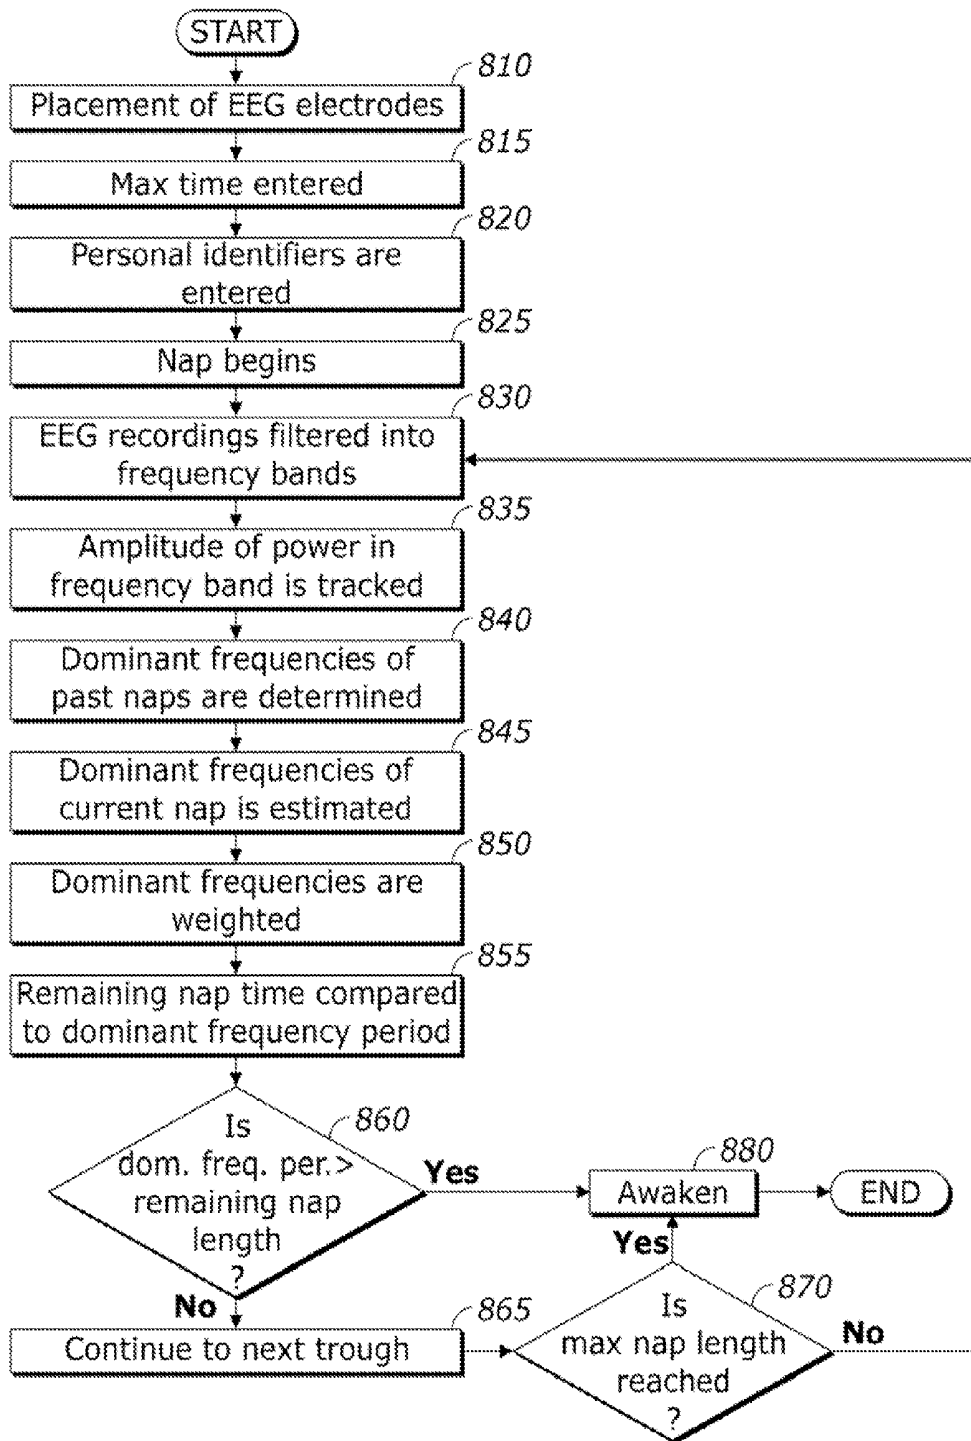 START
810
Placement of EEG electrodes
815
Max time entered
820
Personal identifiers are
entered
825
Nap begins
830
EEG recordings filtered into
frequency bands
835
Amplitude of power in
frequency band is tracked
840
Dominant frequencies of
past naps are determined
845
Dominant frequencies of
current nap is estimated
850
Dominant frequencies are
weighted
855
Remaining nap time compared
to dominant frequency period
860
Is
dom. freq. per.>
remaining nap
length
?
Yes
880
Awaken
END
Yes
No
865
Continue to next trough
870
Is
max nap length
reached
?
No